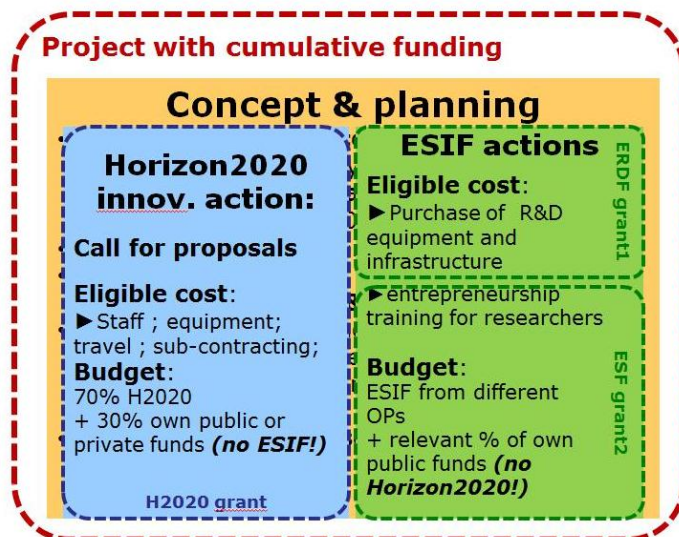 Project with cumulative funding
Concept & planning
Horizon2020
innov. action:
Call for proposals
Eligible cost:
►Staff ; equipment;
travel ; sub-contracting;
Budget:
70% H2020
+ 30% own public or
private funds (no ESIF!)
H2020 grant
ESIF actions
Eligible cost:
►Purchase of R&D
equipment and
infrastructure
ERDF grant1
►entrepreneurship
training for researchers
Budget:
ESIF from different
OPs
+ relevant % of own
public funds (no
Horizon2020!)
ESF grant2